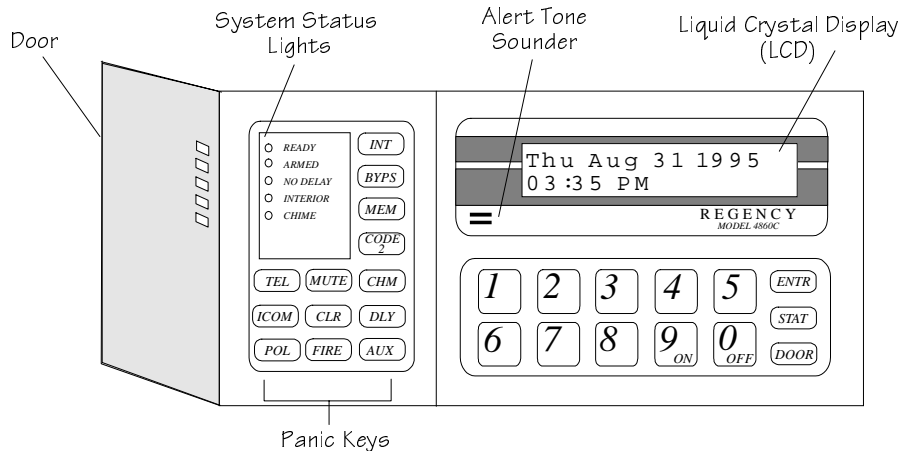 Door
System Status
Lights
Alert Tone
Sounder
Liquid Crystal Display
(LCD)
READY
ARMED
NO DELAY
INTERIOR
CHIME
INT
BYPS
MEM
CODE
2
TEL MUTE CHM
ICOM CLR DLY
POL FIRE AUX
Panic Keys
Thu Aug 31 1995
03:35 PM
REGENCY
MODEL 4860C
1 2 3 4 5 ENTR
STAT
6 7 8 9 ON 0 OFF DOOR